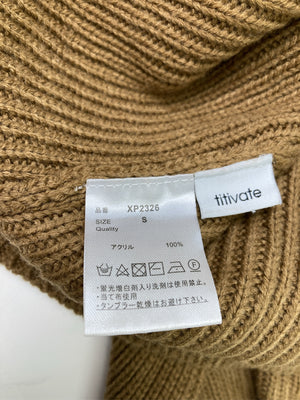 titivate
品番 XP2326
SIZE S
Quality
アクリル 100%
*蛍光増白剤入り洗剤は使用禁止。
*当て布使用
*タンブラー乾燥はお避け下さい。